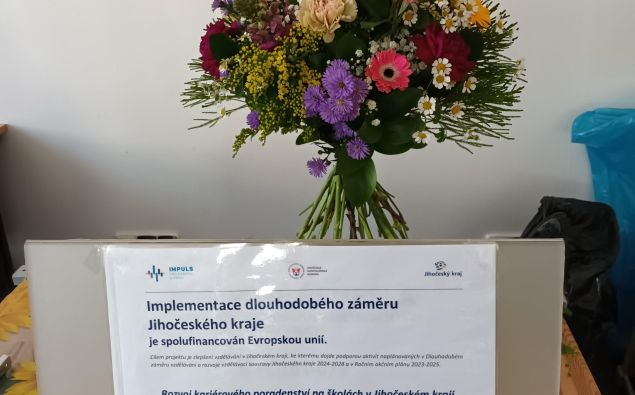 IMPULS
Jihočeský kraj
Implementace dlouhodobého záměru
Jihočeského kraje
je spolufinancován Evropskou unií.
Cílem projektu je zlepšení vzdělávání v Jihočeském kraji, ke kterému dojde podporou aktivit naplánovaných v Dlouhodobém
záměru vzdělávání a rozvoje vzdělávací soustavy Jihočeského kraje 2024-2028 a v Ročním akčním plánu 2023-2025.
Rozvoj kariérového poradenství na školách v Jihočeském kraji